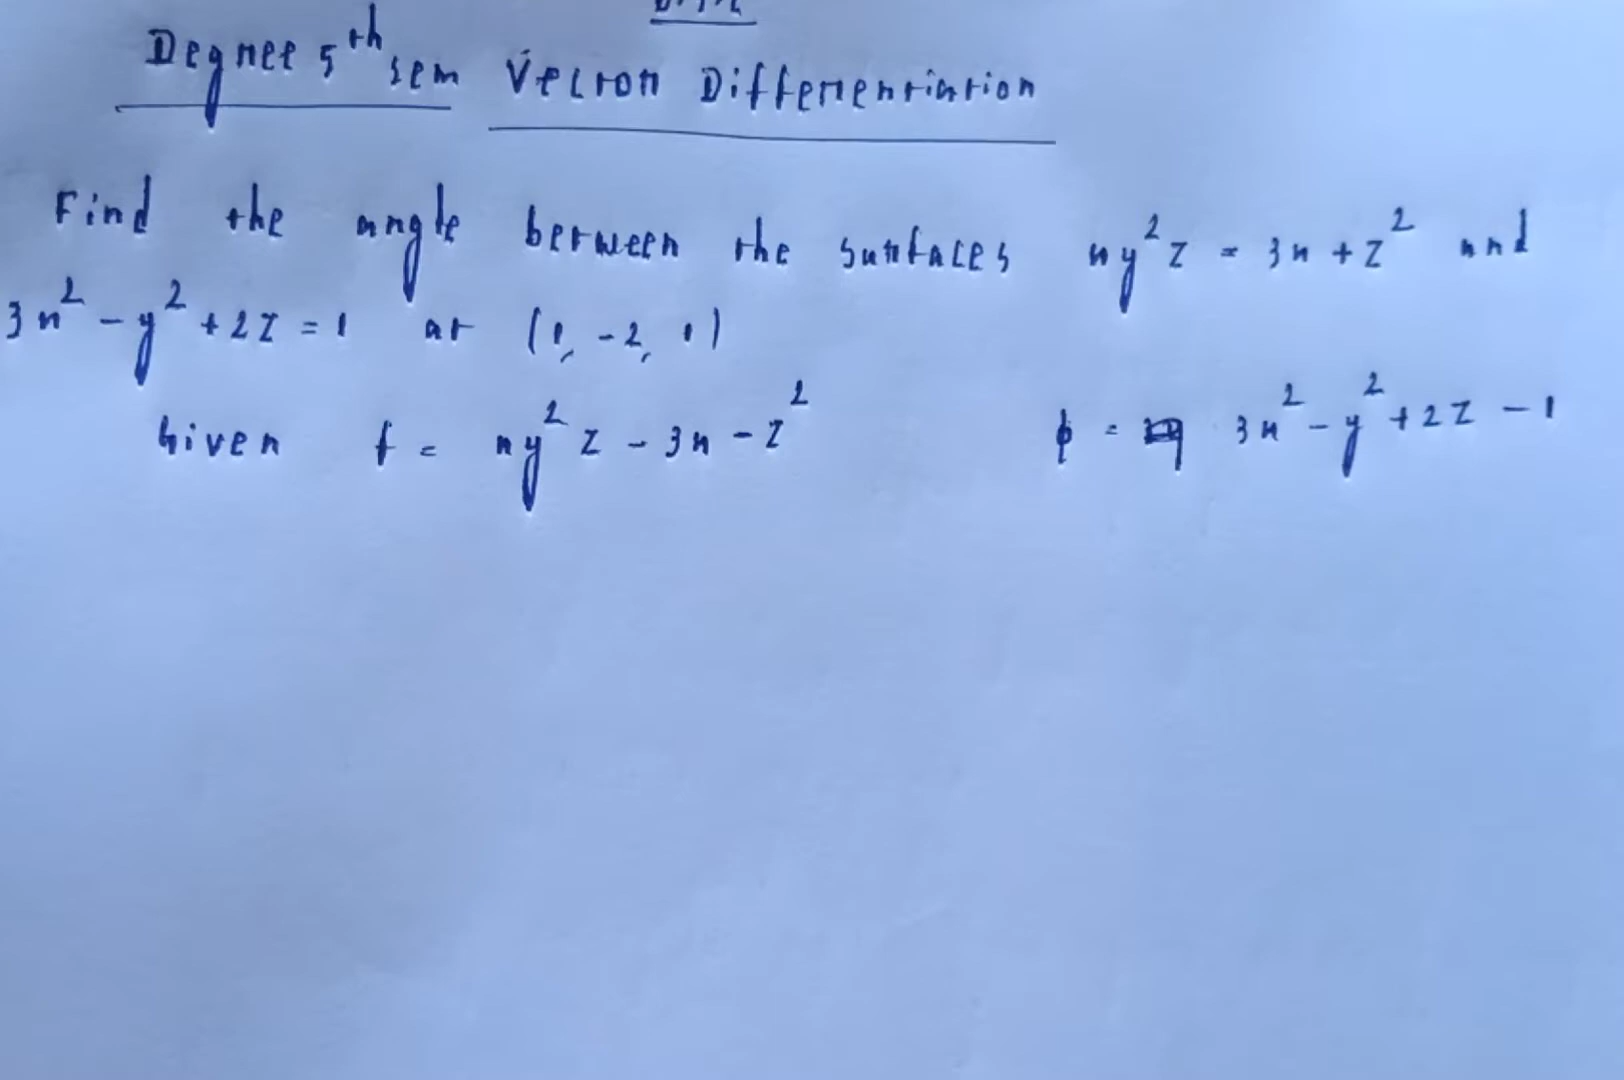 Degree 5th sem Vector Differentiation
Find the angle between the surfaces xy²z = 3x + z² and
3x² - y² + 2z = 1 at (1, -2, 1)
Given f = xy²z - 3x - z² ϕ = 3x² - y² + 2z - 1